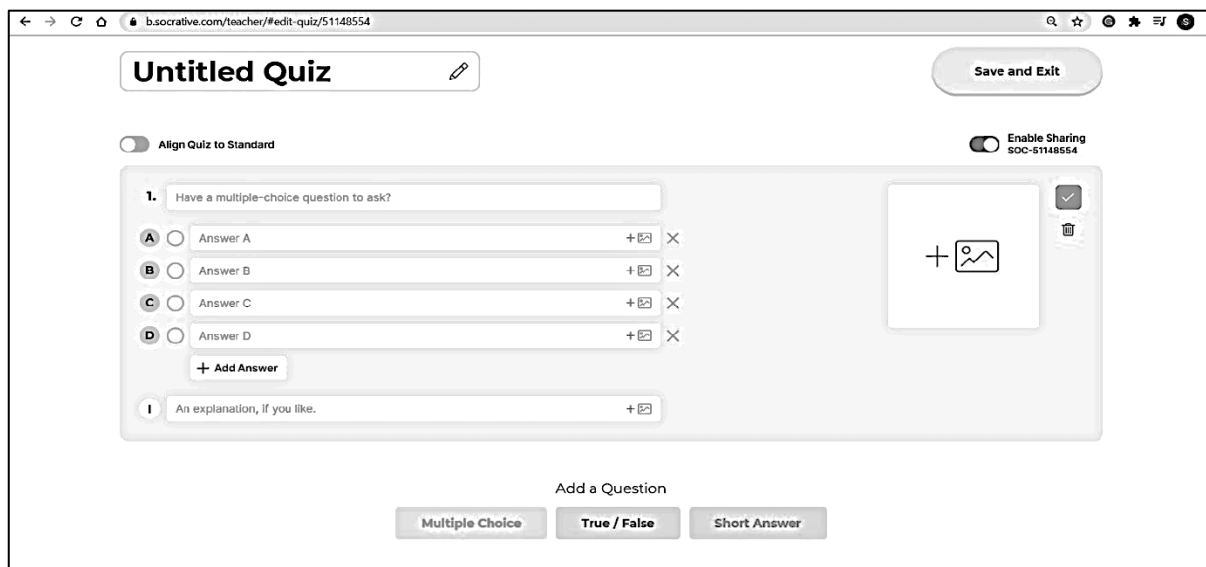 b.socrative.com/teacher/#edit-quiz/51148554
S
Untitled Quiz
Save and Exit
Align Quiz to Standard
Enable Sharing
SOC-51148554
1. Have a multiple-choice question to ask?
A Answer A
B Answer B
C Answer C
D Answer D
+ Add Answer
I An explanation, if you like.
Add a Question
Multiple Choice True / False Short Answer